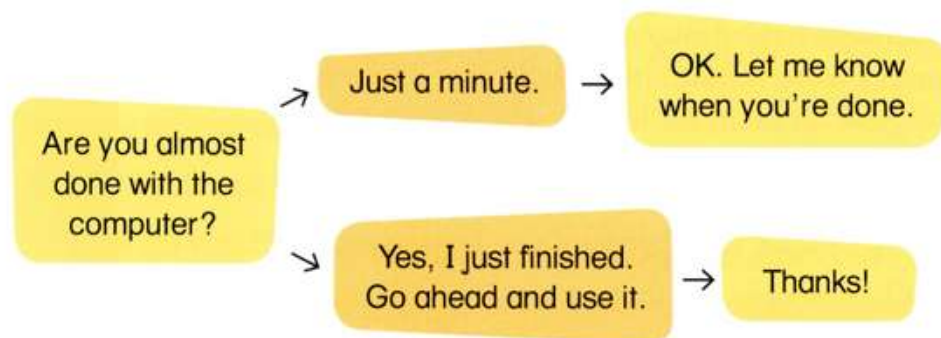 Are you almost
done with the
computer?
Just a minute.
OK. Let me know
when you're done.
Yes, I just finished.
Go ahead and use it.
Thanks!